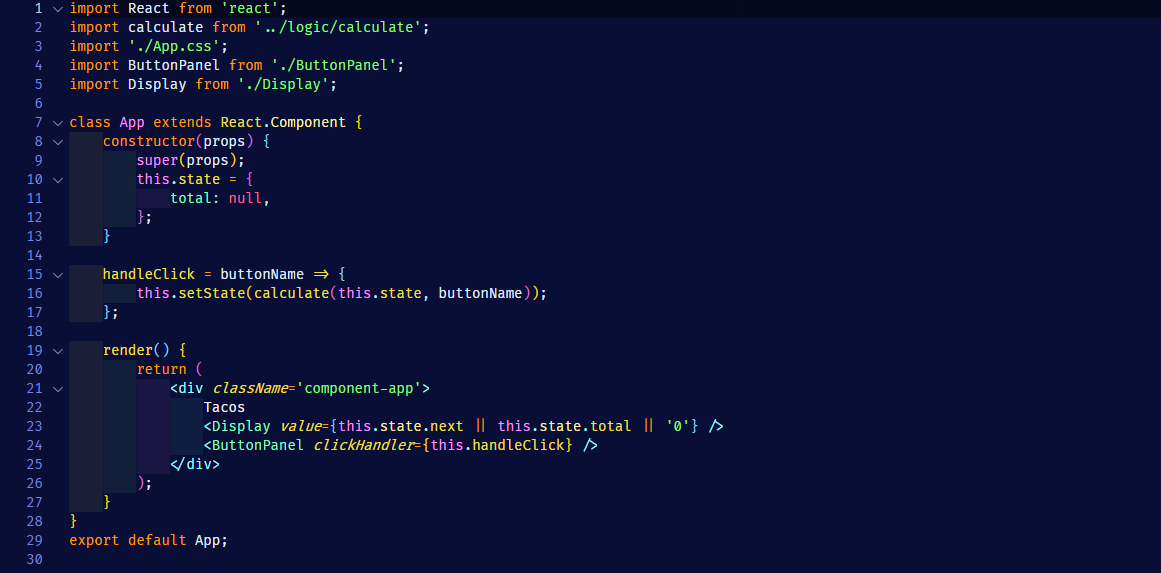 1 import React from 'react';
2 import calculate from '../logic/calculate';
3 import './App.css';
4 import ButtonPanel from './ButtonPanel';
5 import Display from './Display';
6
7 class App extends React.Component {
8     constructor(props) {
9         super(props);
10         this.state = {
11             total: null,
12         };
13     }
14
15     handleClick = buttonName => {
16         this.setState(calculate(this.state, buttonName));
17     };
18
19     render() {
20         return (
21             <div className='component-app'>
22                 Tacos
23                 <Display value={this.state.next || this.state.total || '0'} />
24                 <ButtonPanel clickHandler={this.handleClick} />
25             </div>
26         );
27     }
28 }
29 export default App;
30